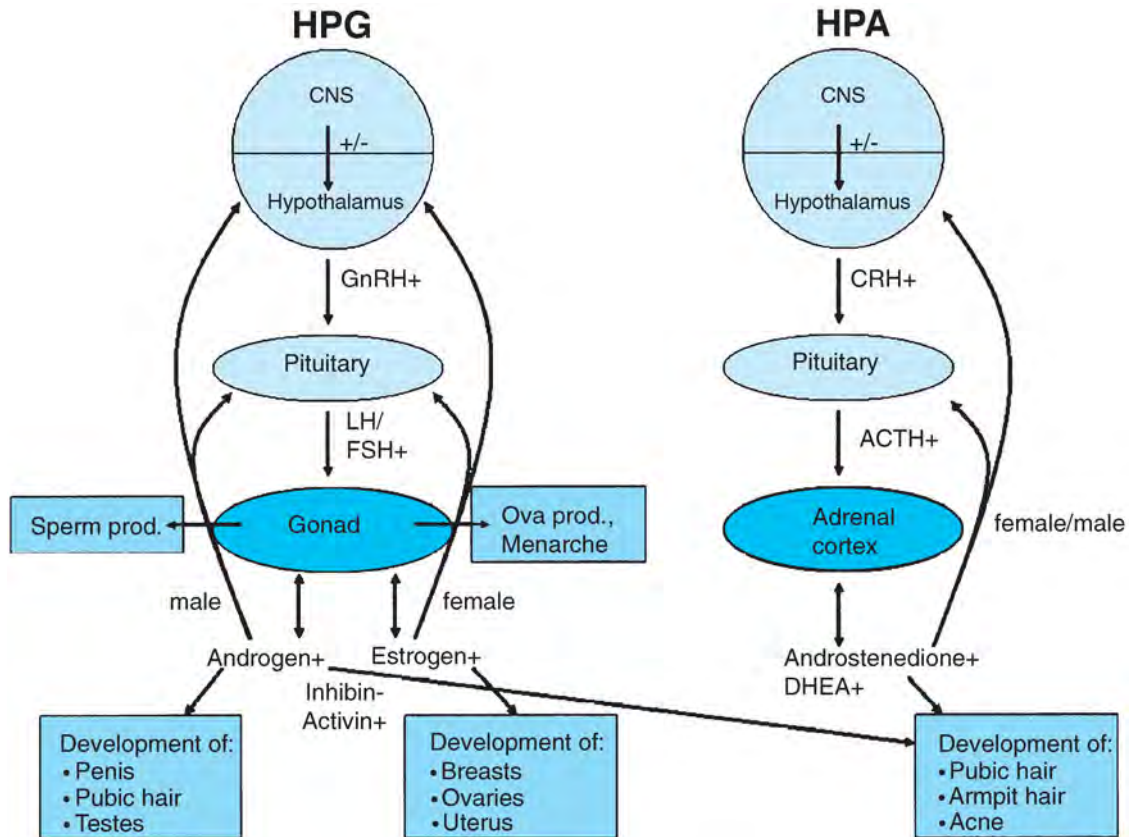 HPG
CNS
+/-
Hypothalamus
GnRH+
Pituitary
LH/
FSH+
Sperm prod.
Gonad
Ova prod.,
Menarche
male
female
Androgen+
Estrogen+
Inhibin-
Activin+
Development of:
• Penis
• Pubic hair
• Testes
Development of:
• Breasts
• Ovaries
• Uterus
HPA
CNS
+/-
Hypothalamus
CRH+
Pituitary
ACTH+
Adrenal
cortex
female/male
Androstenedione+
DHEA+
Development of:
• Pubic hair
• Armpit hair
• Acne